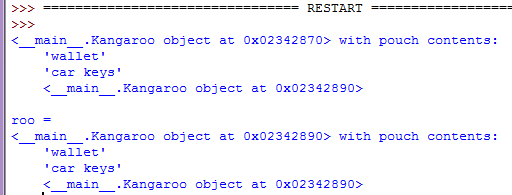 >>> ================================ RESTART ==================
>>>
<__main__.Kangaroo object at 0x02342870> with pouch contents:
    'wallet'
    'car keys'
    <__main__.Kangaroo object at 0x02342890>

roo =
<__main__.Kangaroo object at 0x02342890> with pouch contents:
    'wallet'
    'car keys'
    <__main__.Kangaroo object at 0x02342890>